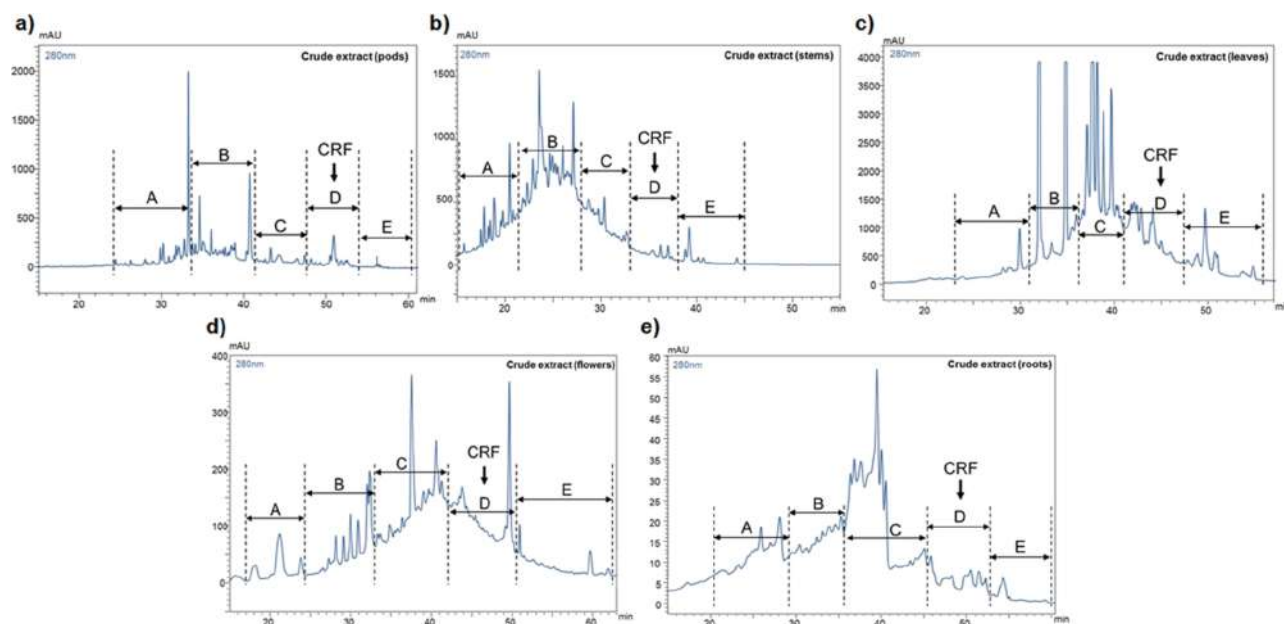 a)
mAU
280nm
Crude extract (pods)
2000
1500
1000
500
0
A
B
C
CRF
D
E
20
30
40
50
60
min
b)
mAU
280nm
Crude extract (stems)
1500
1000
500
0
A
B
C
CRF
D
E
20
30
40
50
min
c)
mAU
280nm
Crude extract (leaves)
4000
3500
3000
2500
2000
1500
1000
500
0
A
B
C
CRF
D
E
20
30
40
50
min
d)
mAU
280nm
Crude extract (flowers)
400
300
200
100
0
A
B
C
CRF
D
E
20
30
40
50
60
min
e)
mAU
280nm
Crude extract (roots)
60
55
50
45
40
35
30
25
20
15
10
5
0
A
B
C
CRF
D
E
20
30
40
50
60
min